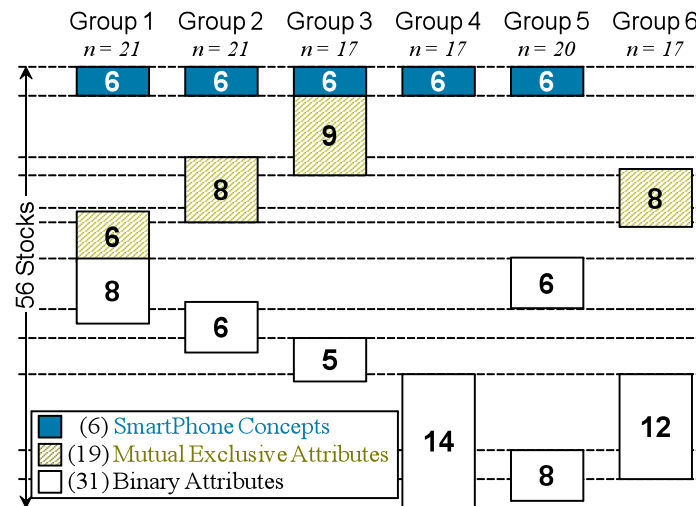 Group 1 Group 2 Group 3 Group 4 Group 5 Group 6
n = 21 n = 21 n = 17 n = 17 n = 20 n = 17
6 6 6 6 6
9
8 8
6
8 6
6
5
14 12
8
56 Stocks
(6) SmartPhone Concepts
(19) Mutual Exclusive Attributes
(31) Binary Attributes